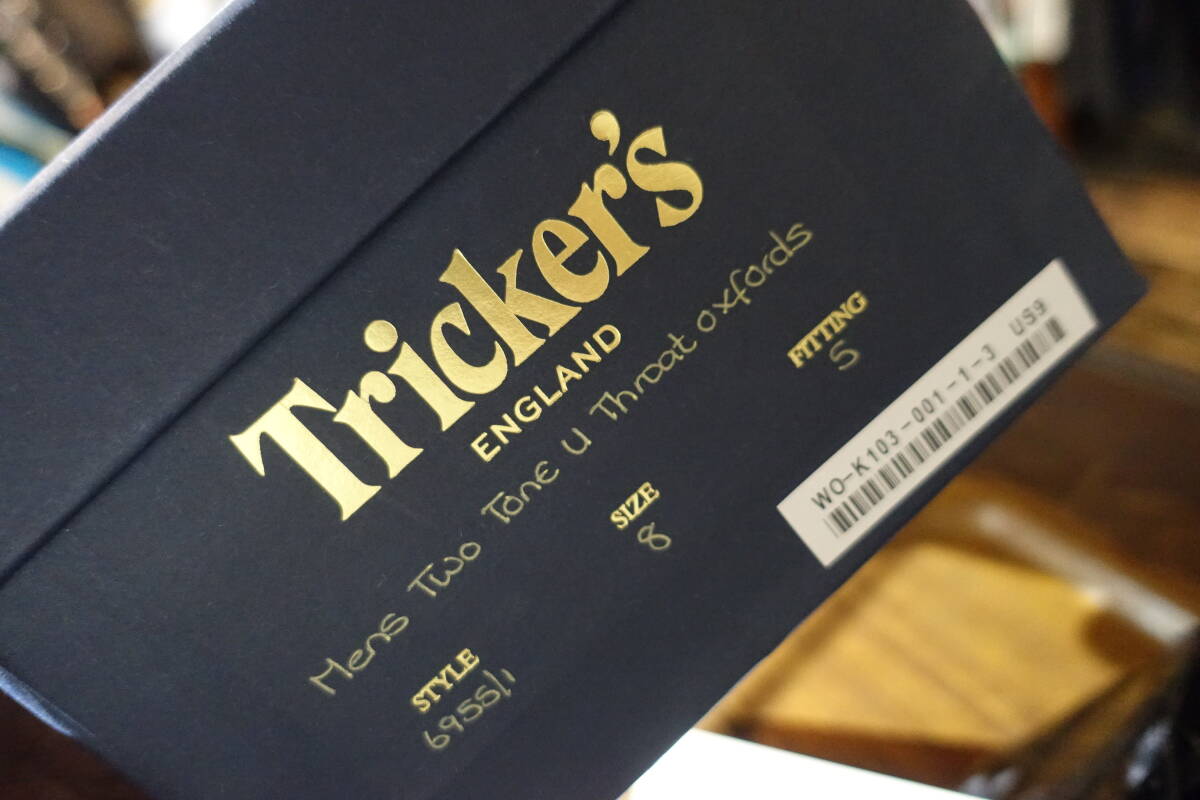 Tricker's
ENGLAND
Mens Two Tone U Throat oxfords
STYLE
6955/1
SIZE
8
FITTING
5
WO-K103-001-1-3 US9